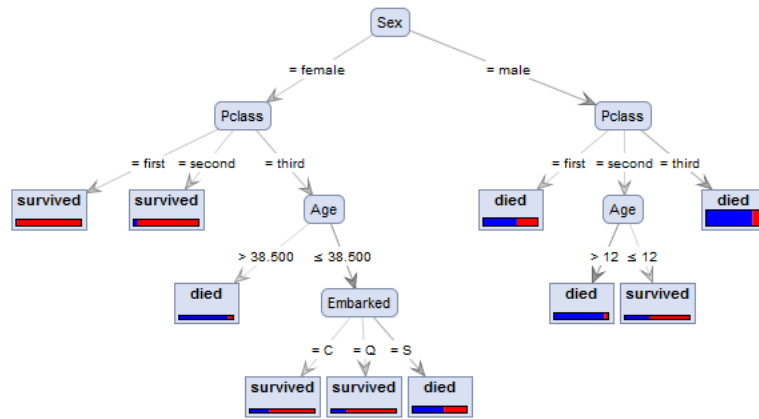 Sex
= female = male
Pclass Pclass
= first = second = third = first = second = third
survived survived Age died Age died
> 38.500 ≤ 38.500 > 12 ≤ 12
died Embarked died survived
= C = Q = S
survived survived died